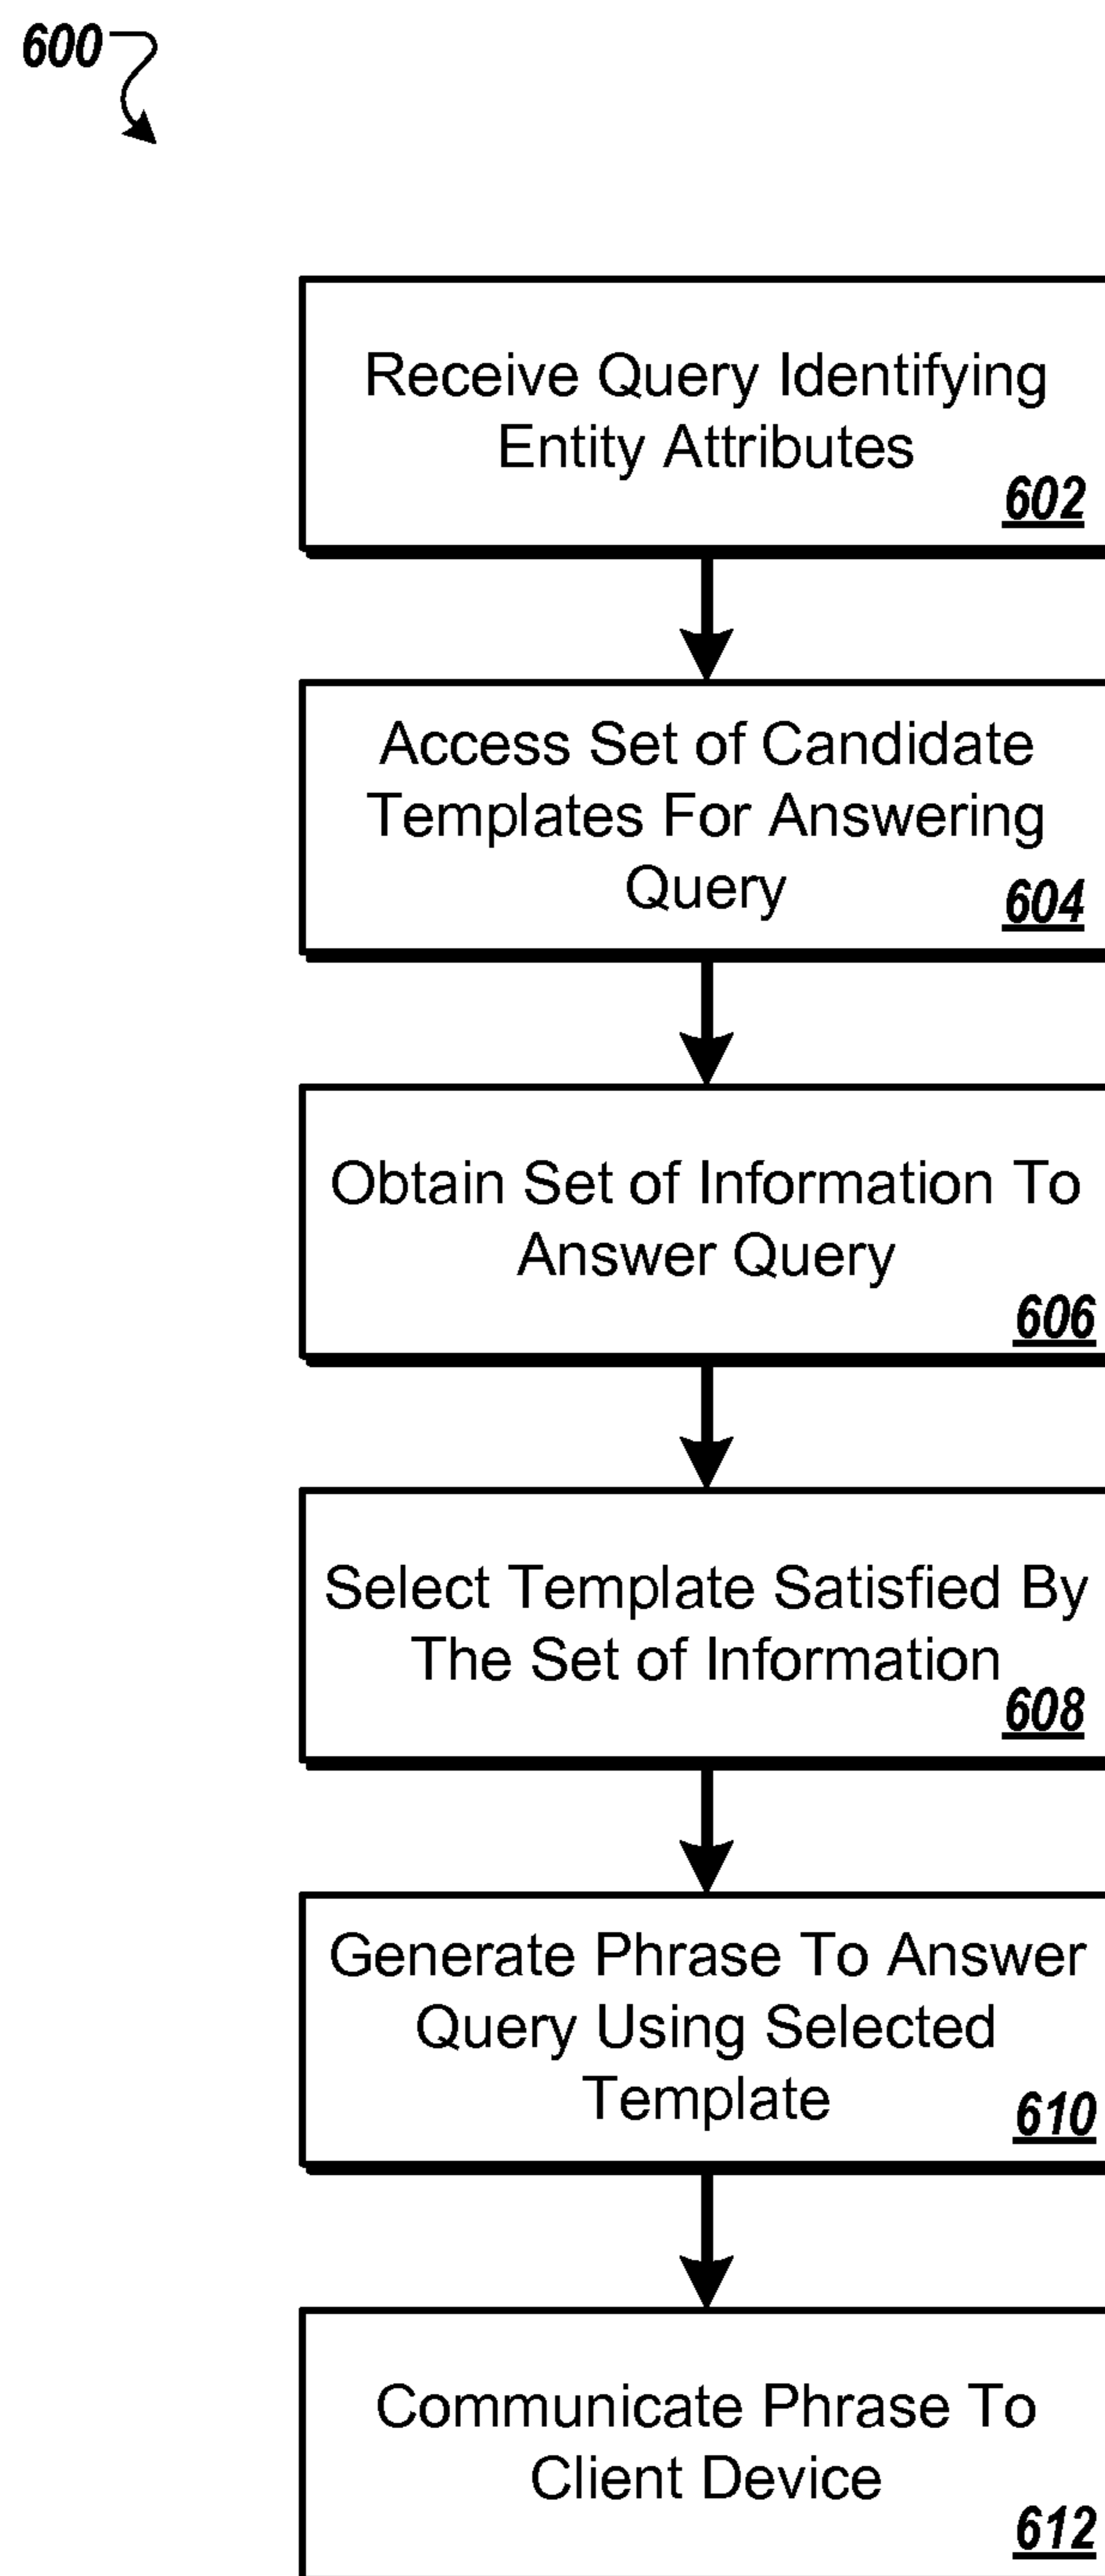 600
Receive Query Identifying
Entity Attributes
602
Access Set of Candidate
Templates For Answering
Query
604
Obtain Set of Information To
Answer Query
606
Select Template Satisfied By
The Set of Information
608
Generate Phrase To Answer
Query Using Selected
Template
610
Communicate Phrase To
Client Device
612